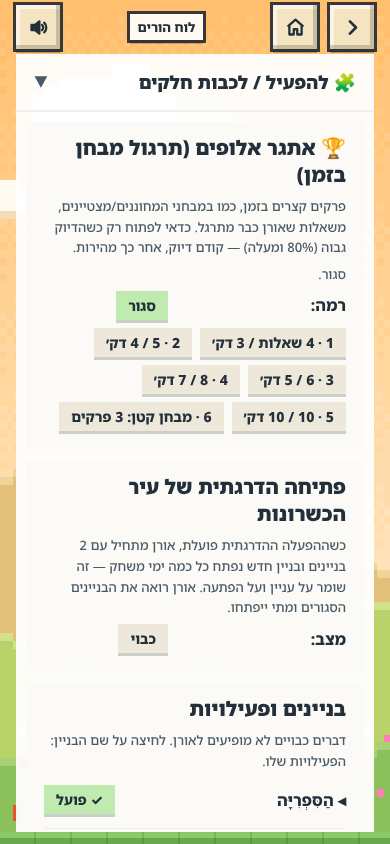 לוח הורים
🧩 להפעיל / לכבות חלקים ▼
🏆 אתגר אלופים (תרגול מבחן
בזמן)
פרקים קצרים בזמן, כמו במבחני המחוננים/מצטיינים,
משאלות שאורן כבר מתרגל. כדאי לפתוח רק כשהדיוק
גבוה (80% ומעלה) — קודם דיוק, אחר כך מהירות.
סגור.
רמה: סגור
1 · 4 שאלות / 3 דק׳ 2 · 5 / 4 דק׳
3 · 6 / 5 דק׳ 4 · 8 / 7 דק׳
5 · 10 / 10 דק׳ 6 · מבחן קטן: 3 פרקים
פתיחה הדרגתית של עיר
הכשרונות
כשההפעלה ההדרגתית פועלת, אורן מתחיל עם 2
בניינים ובניין חדש נפתח כל כמה ימי משחק — זה
שומר על עניין ועל הפתעה. אורן רואה את הבניינים
הסגורים ומתי ייפתחו.
מצב: כבוי
בניינים ופעילויות
דברים כבויים לא מופיעים לאורן. לחיצה על שם הבניין:
הפעילויות שלו.
◂ הַסִּפְרִיָּה ✓ פועל